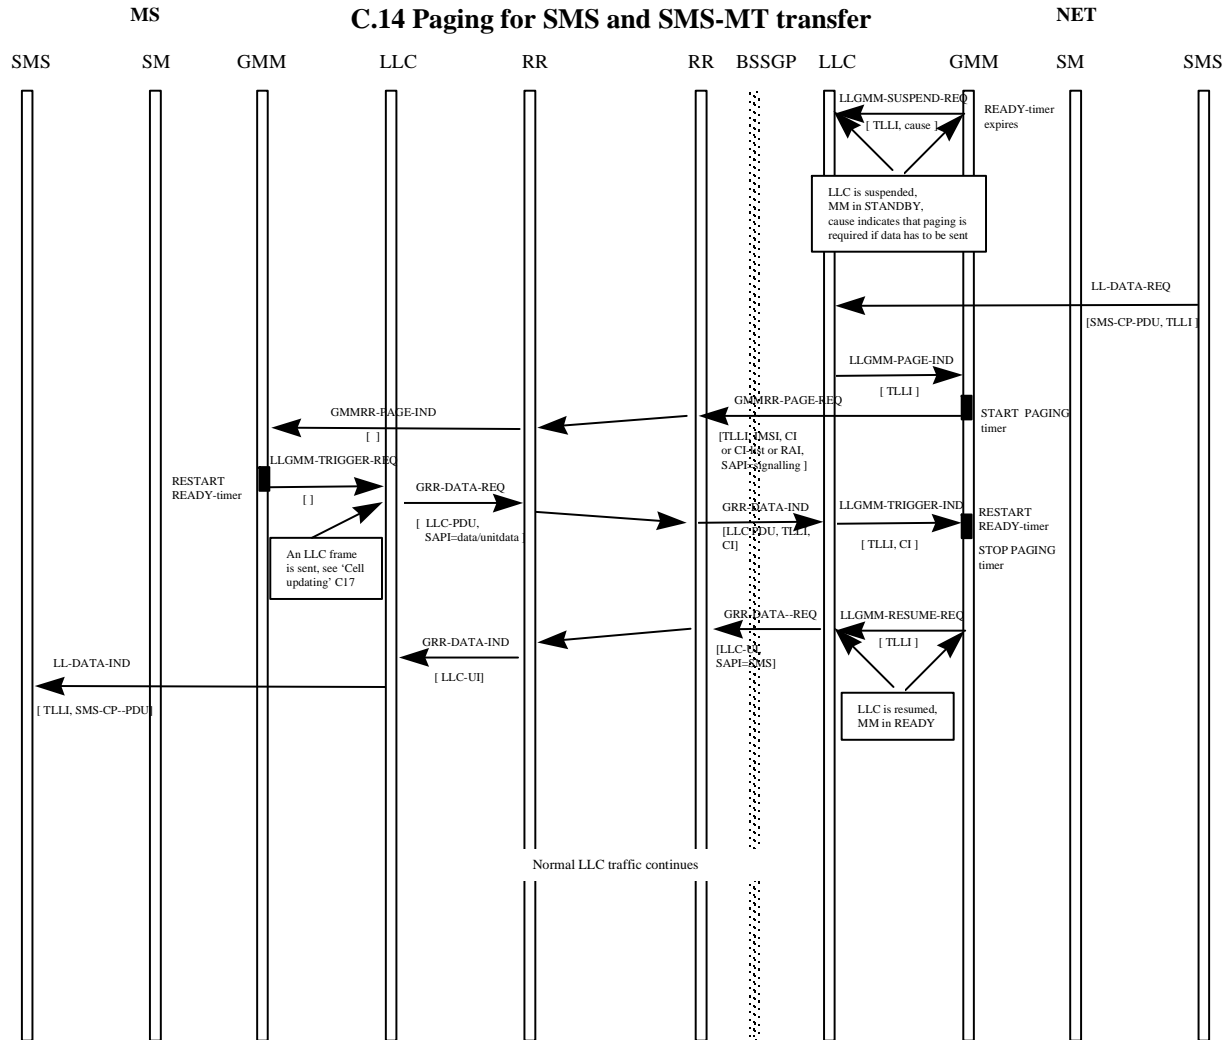 MS
C.14 Paging for SMS and SMS-MT transfer
NET
SMS SM GMM LLC RR RR BSSGP LLC GMM SM SMS
LLGMM-SUSPEND-REQ
[ TLLI, cause ]
READY-timer
expires
LLC is suspended,
MM in STANDBY,
cause indicates that paging is
required if data has to be sent
LL-DATA-REQ
[SMS-CP-PDU, TLLI ]
LLGMM-PAGE-IND
[ TLLI ]
GMMRR-PAGE-REQ
START PAGING
timer
GMMRR-PAGE-IND
[ ]
[TLLI, IMSI, CI
or CI-list or RAI,
SAPI=signalling ]
LLGMM-TRIGGER-REQ
[ ]
RESTART
READY-timer
GRR-DATA-REQ
[ LLC-PDU,
SAPI=data/unitdata ]
GRR-DATA-IND
[LLC-PDU, TLLI,
CI]
LLGMM-TRIGGER-IND
[ TLLI, CI ]
RESTART
READY-timer
STOP PAGING
timer
An LLC frame
is sent, see ‘Cell
updating’ C17
GRR-DATA--REQ
[LLC-UI,
SAPI=SMS]
LLGMM-RESUME-REQ
[ TLLI ]
GRR-DATA-IND
[ LLC-UI]
LL-DATA-IND
[ TLLI, SMS-CP--PDU]
LLC is resumed,
MM in READY
Normal LLC traffic continues